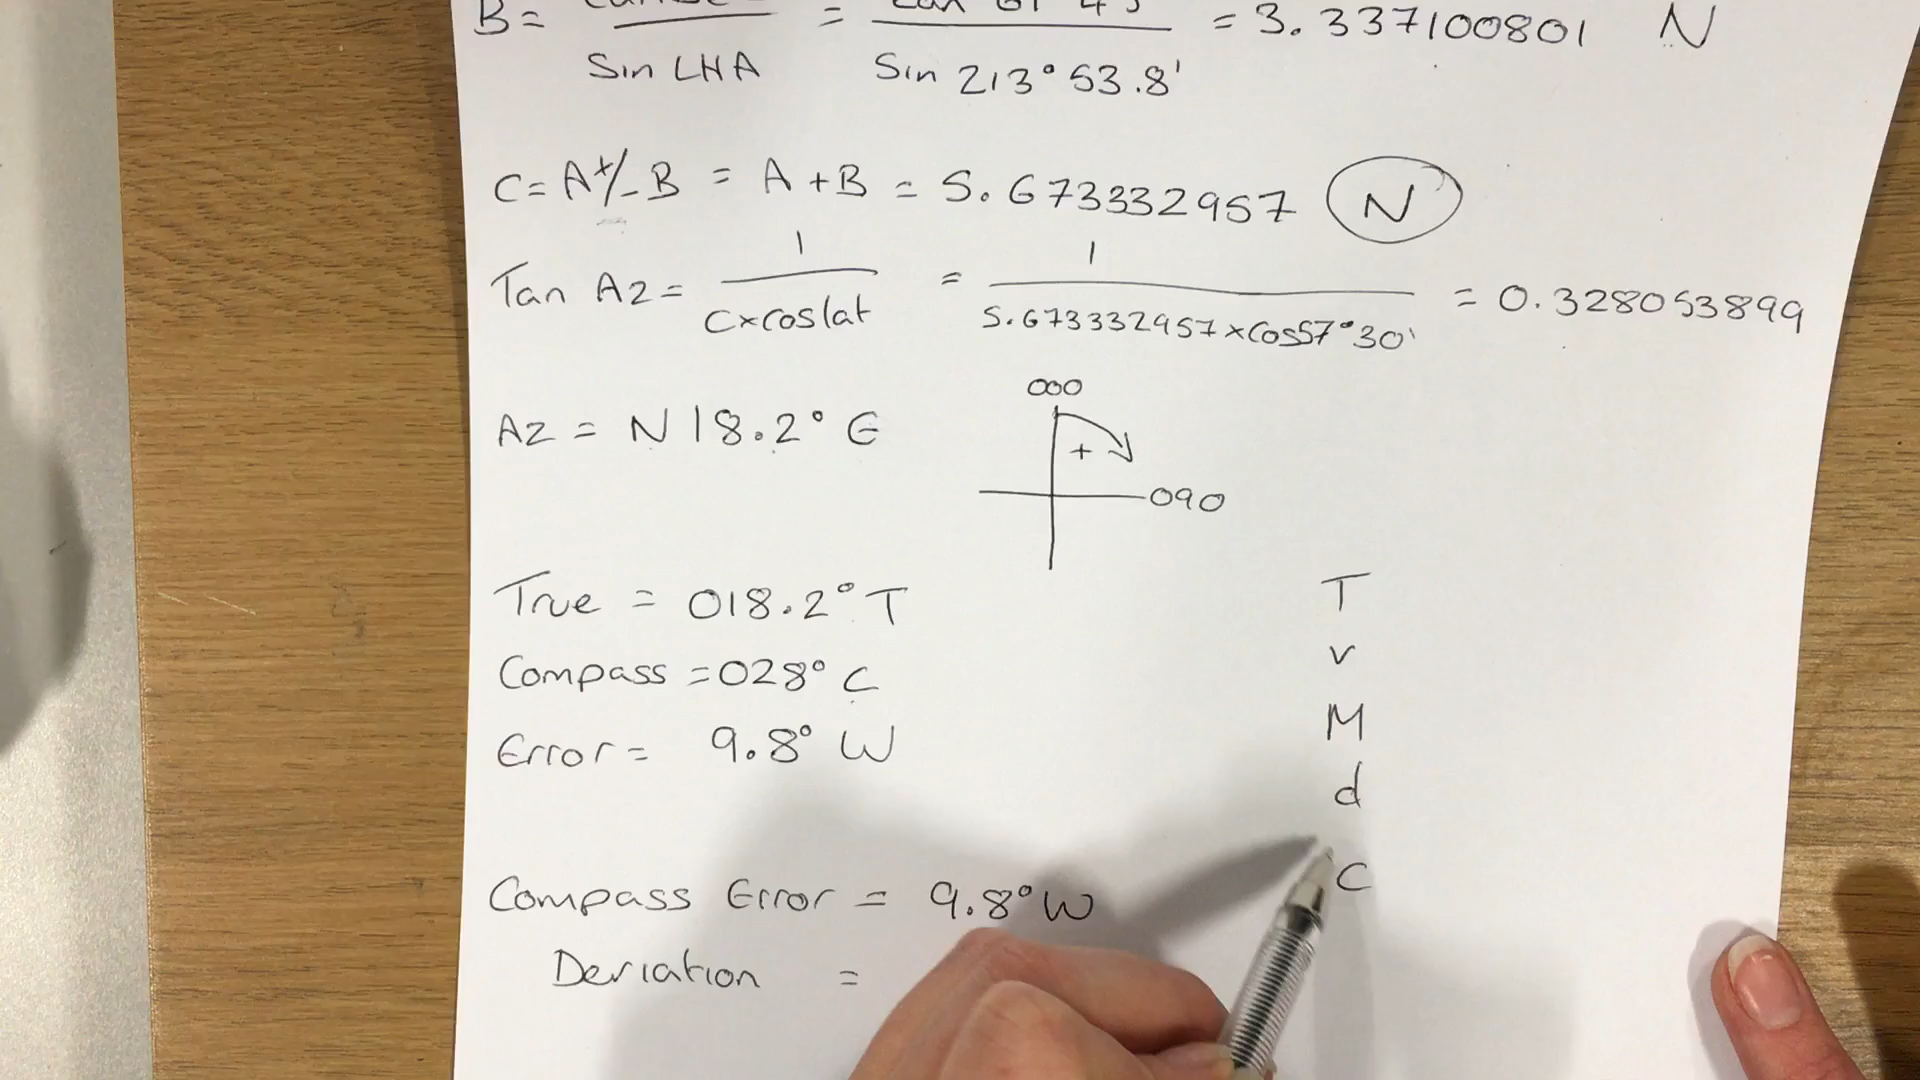 B = = = 3.337100801 N
Sin LHA Sin 213° 53.8'
C = A+/-B = A + B = 5.673332957 N
1 1
Tan Az = = = 0.328053899
C×cos lat 5.673332957×Cos57°30'
Az = N 18.2° E
000
+
090
True = 018.2° T
Compass = 028° C
Error = 9.8° W
Compass Error = 9.8° W
Deviation =
T
v
M
d
C